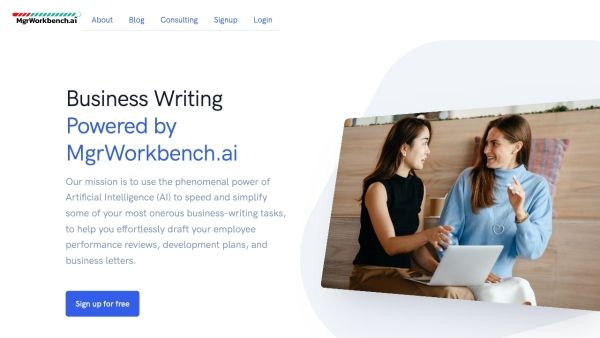 MgrWorkbench.ai
About Blog Consulting Signup Login
Business Writing
Powered by
MgrWorkbench.ai
Our mission is to use the phenomenal power of
Artificial Intelligence (AI) to speed and simplify
some of your most onerous business-writing tasks,
to help you effortlessly draft your employee
performance reviews, development plans, and
business letters.
Sign up for free